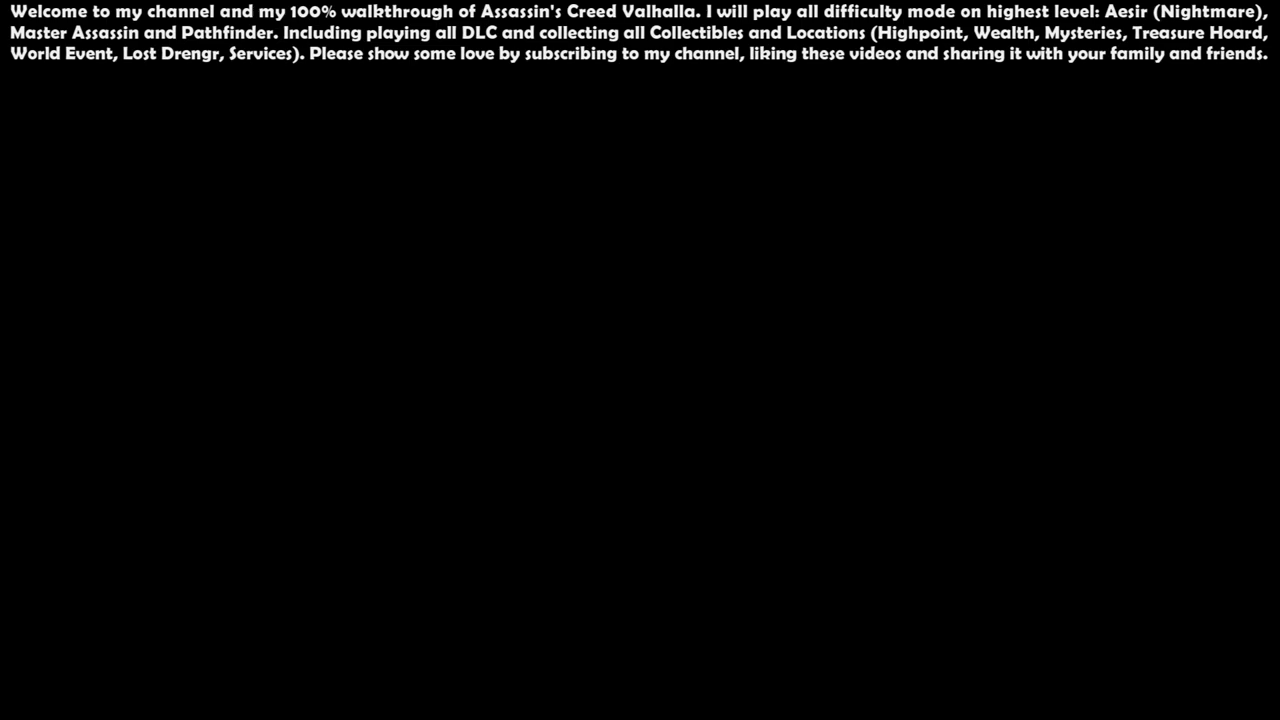 Welcome to my channel and my 100% walkthrough of Assassin's Creed Valhalla. I will play all difficulty mode on highest level: Aesir (Nightmare),
Master Assassin and Pathfinder. Including playing all DLC and collecting all Collectibles and Locations (Highpoint, Wealth, Mysteries, Treasure Hoard,
World Event, Lost Drengr, Services). Please show some love by subscribing to my channel, liking these videos and sharing it with your family and friends.